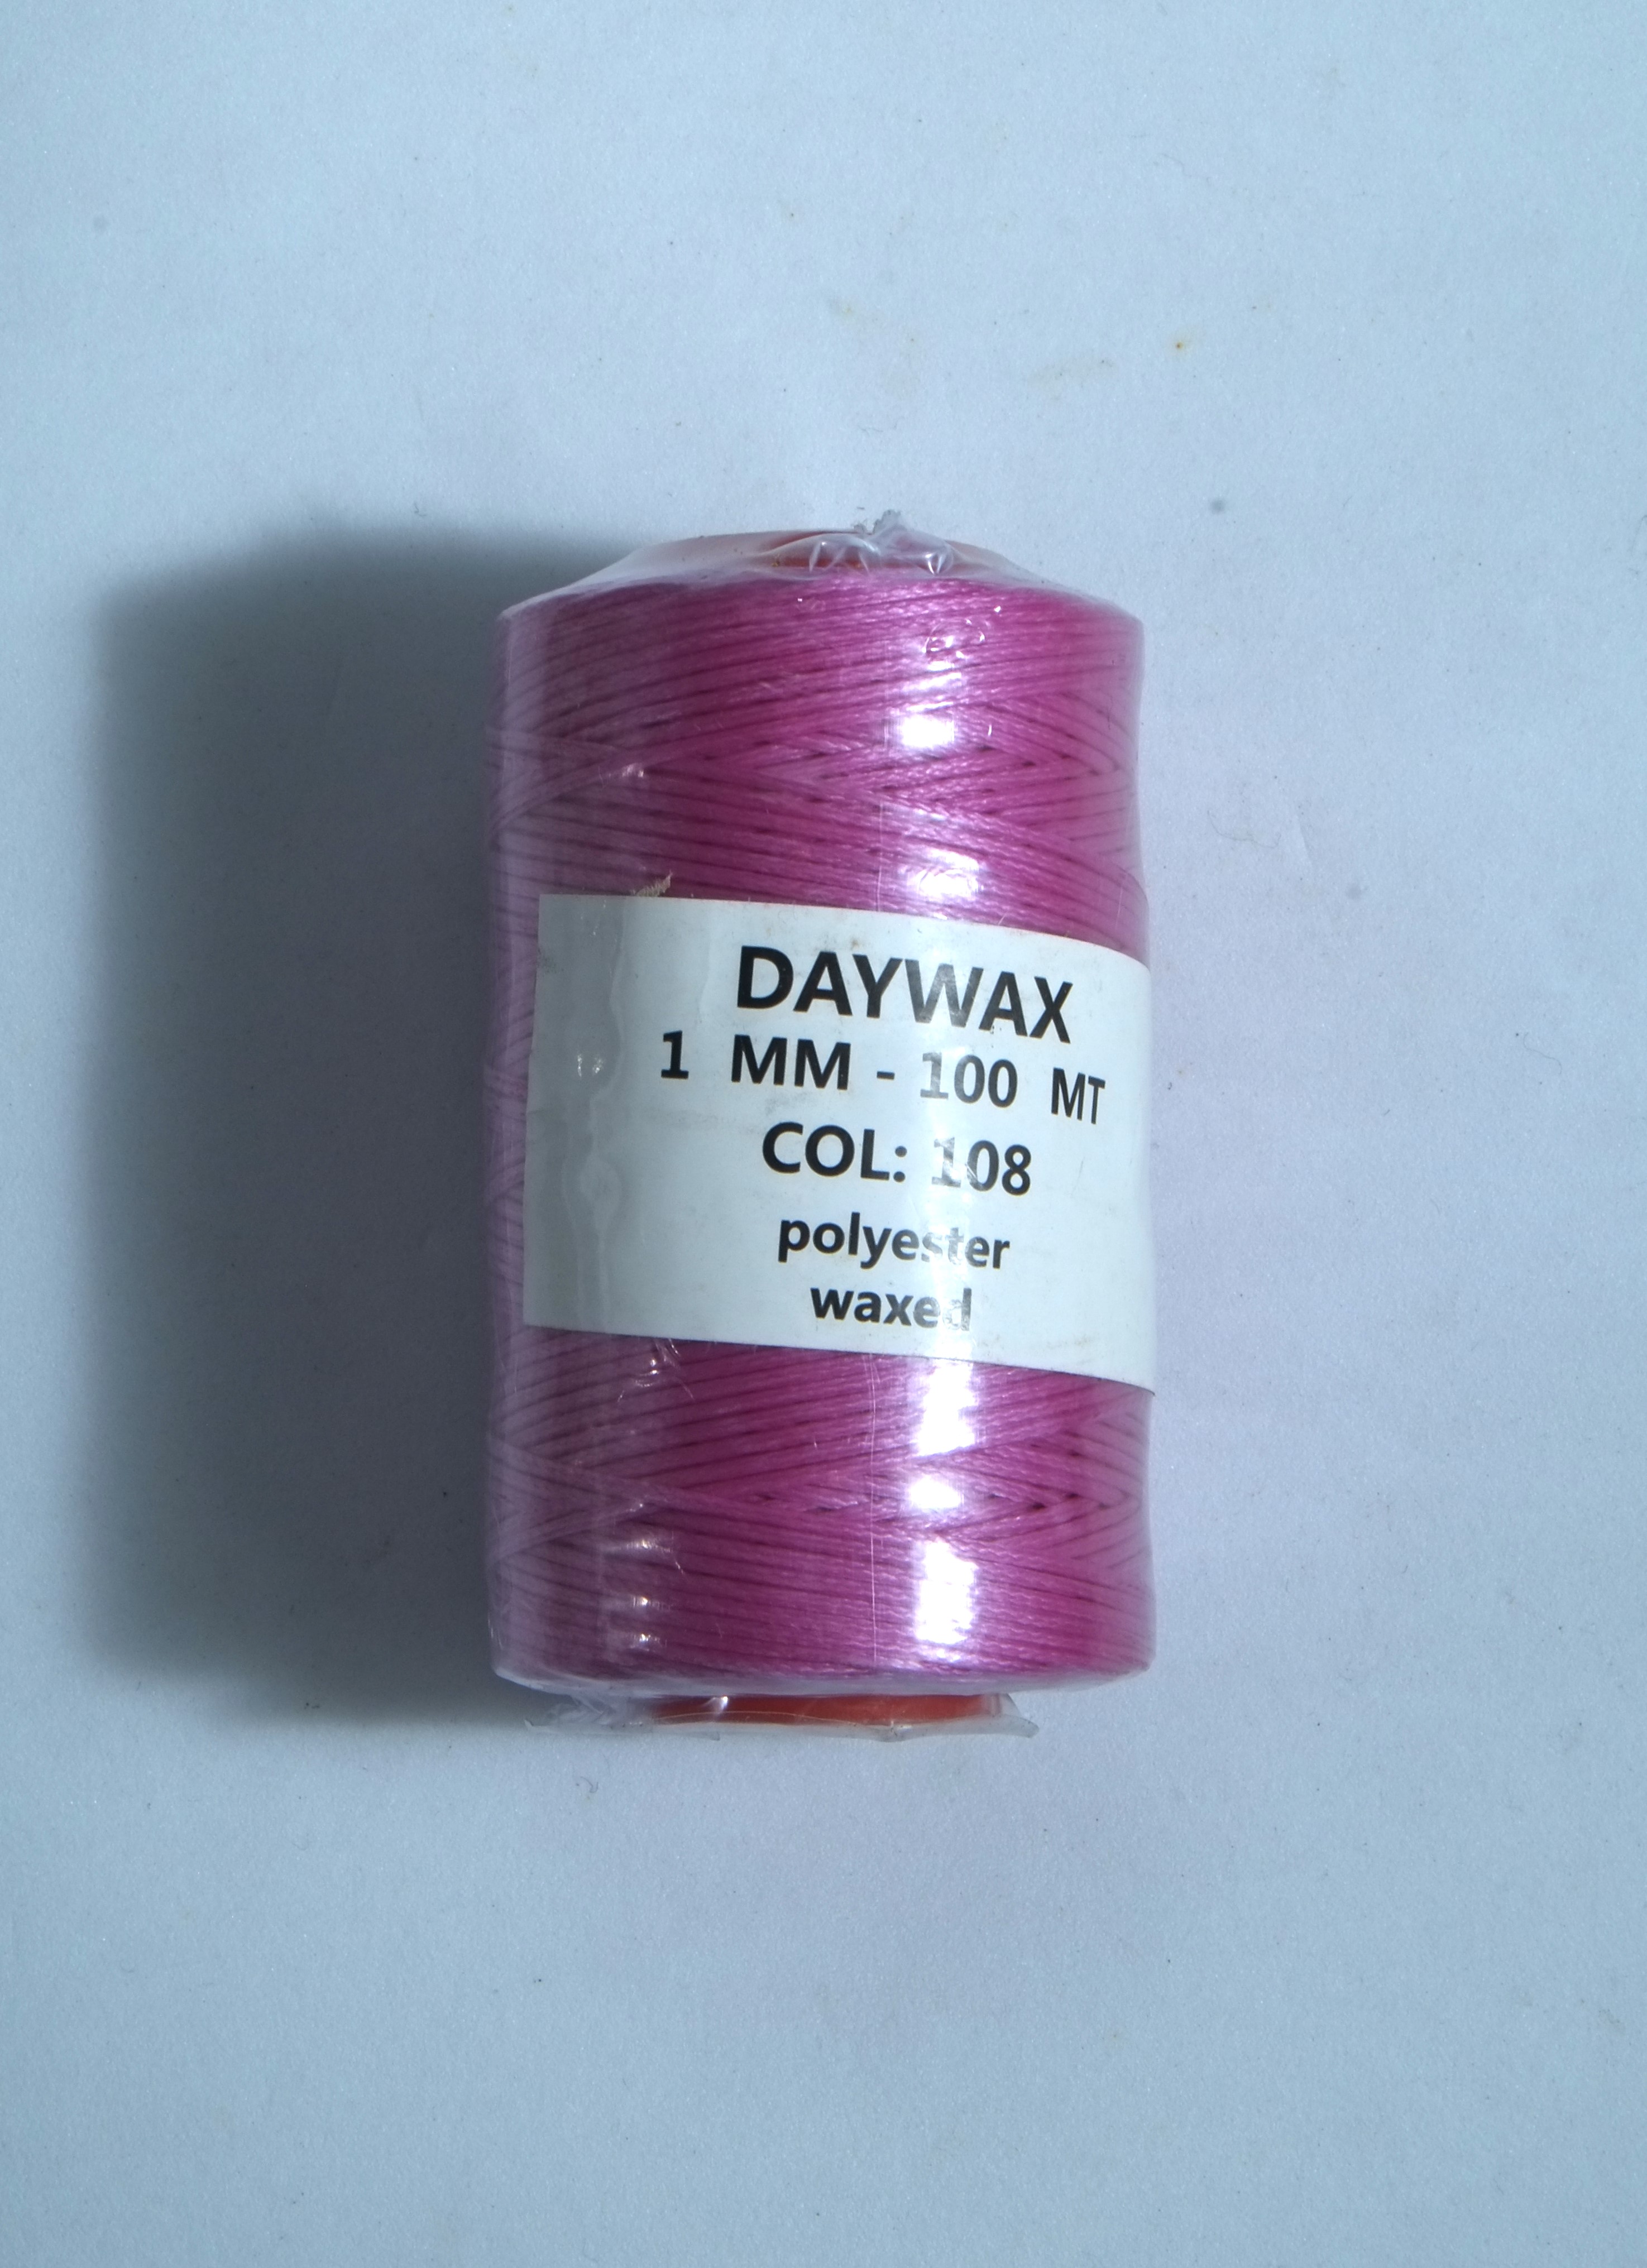 DAYWAX
1 MM - 100 MT
COL: 108
polyester
waxed